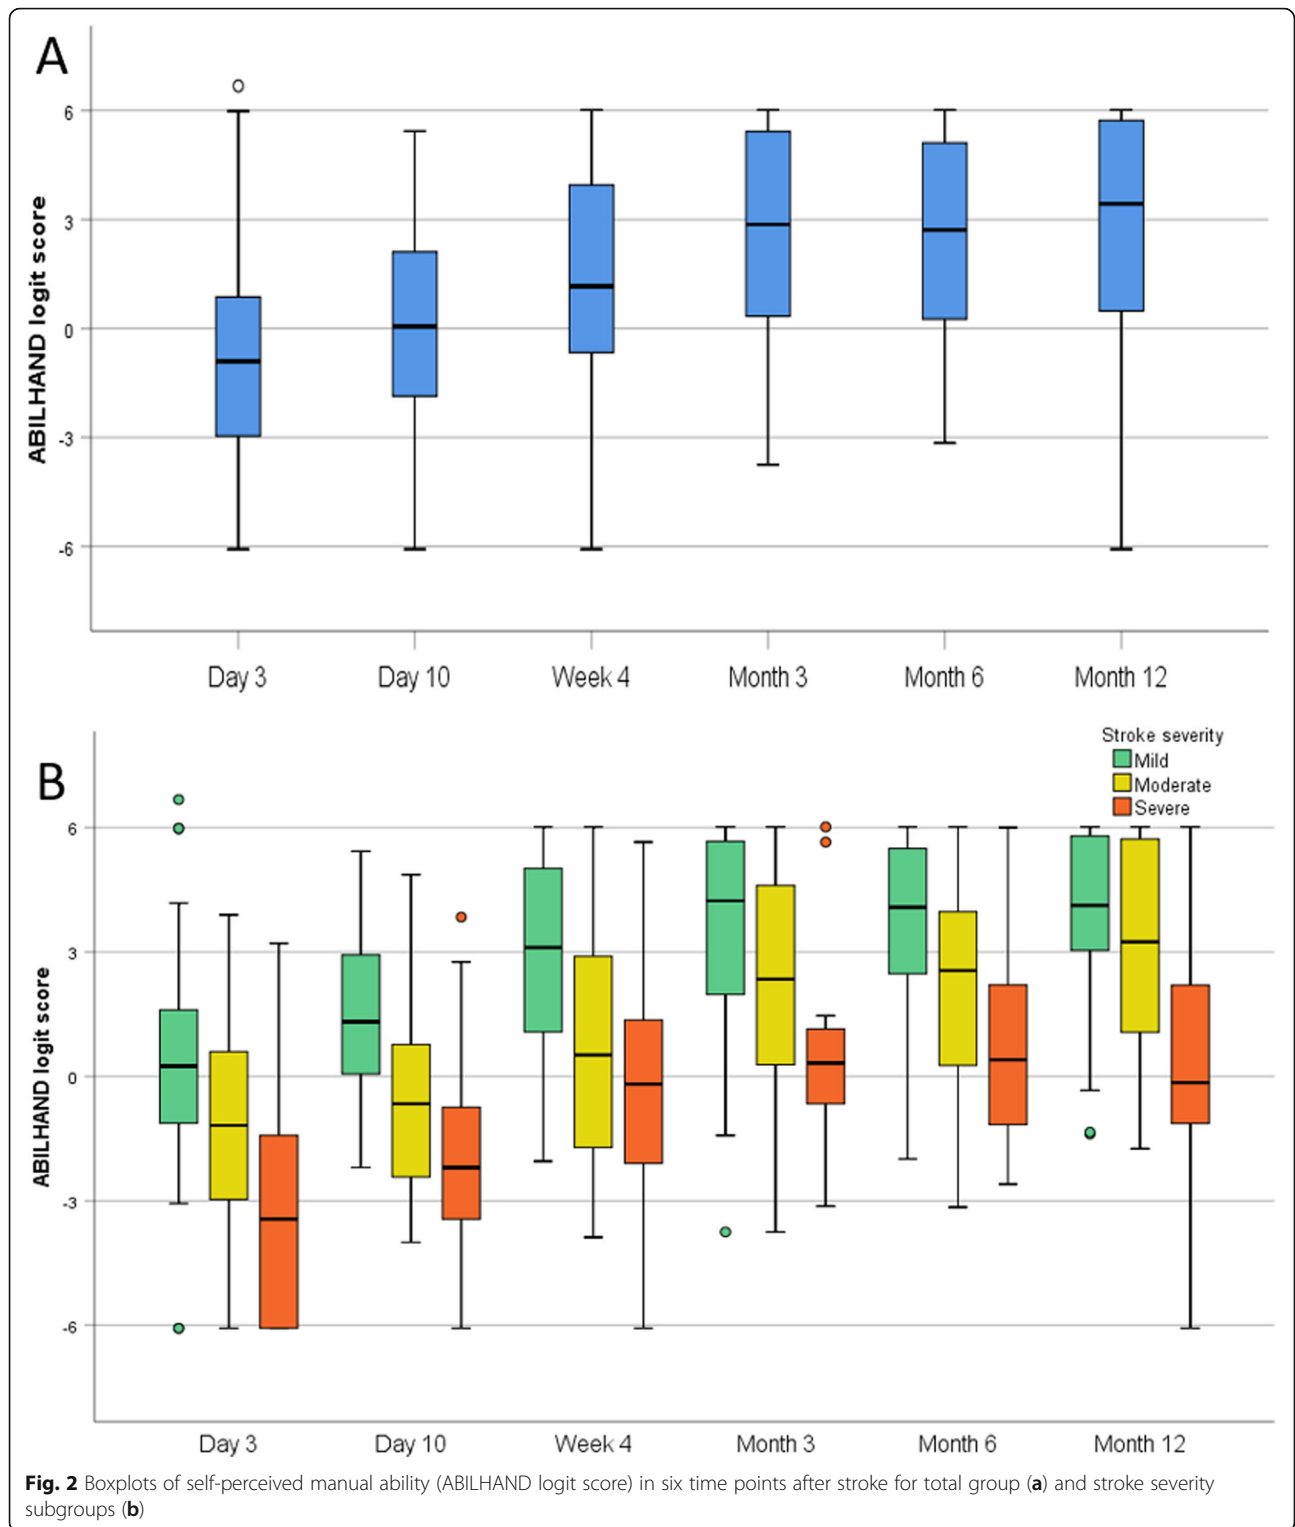 A
6
3
0
-3
-6
ABILHAND logit score
Day 3 Day 10 Week 4 Month 3 Month 6 Month 12
B
Stroke severity
Mild
Moderate
Severe
6
3
0
-3
-6
ABILHAND logit score
Day 3 Day 10 Week 4 Month 3 Month 6 Month 12
Fig. 2 Boxplots of self-perceived manual ability (ABILHAND logit score) in six time points after stroke for total group (a) and stroke severity
subgroups (b)